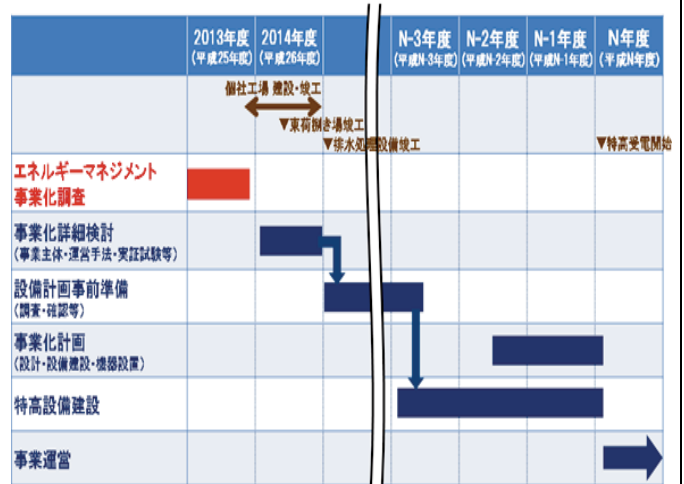 2013年度 2014年度 N-3年度 N-2年度 N-1年度 N年度
(平成25年度) (平成26年度) (平成N-3年度) (平成N-2年度) (平成N-1年度) (平成N年度)
個社工場 建設・竣工
▼東荷捌き場竣工
▼排水処理設備竣工 ▼特高受電開始
エネルギーマネジメント
事業化調査
事業化詳細検討
(事業主体・運営手法・実証試験等)
設備計画事前準備
(調査・確認等)
事業化計画
(設計・設備建設・機器設置)
特高設備建設
事業運営